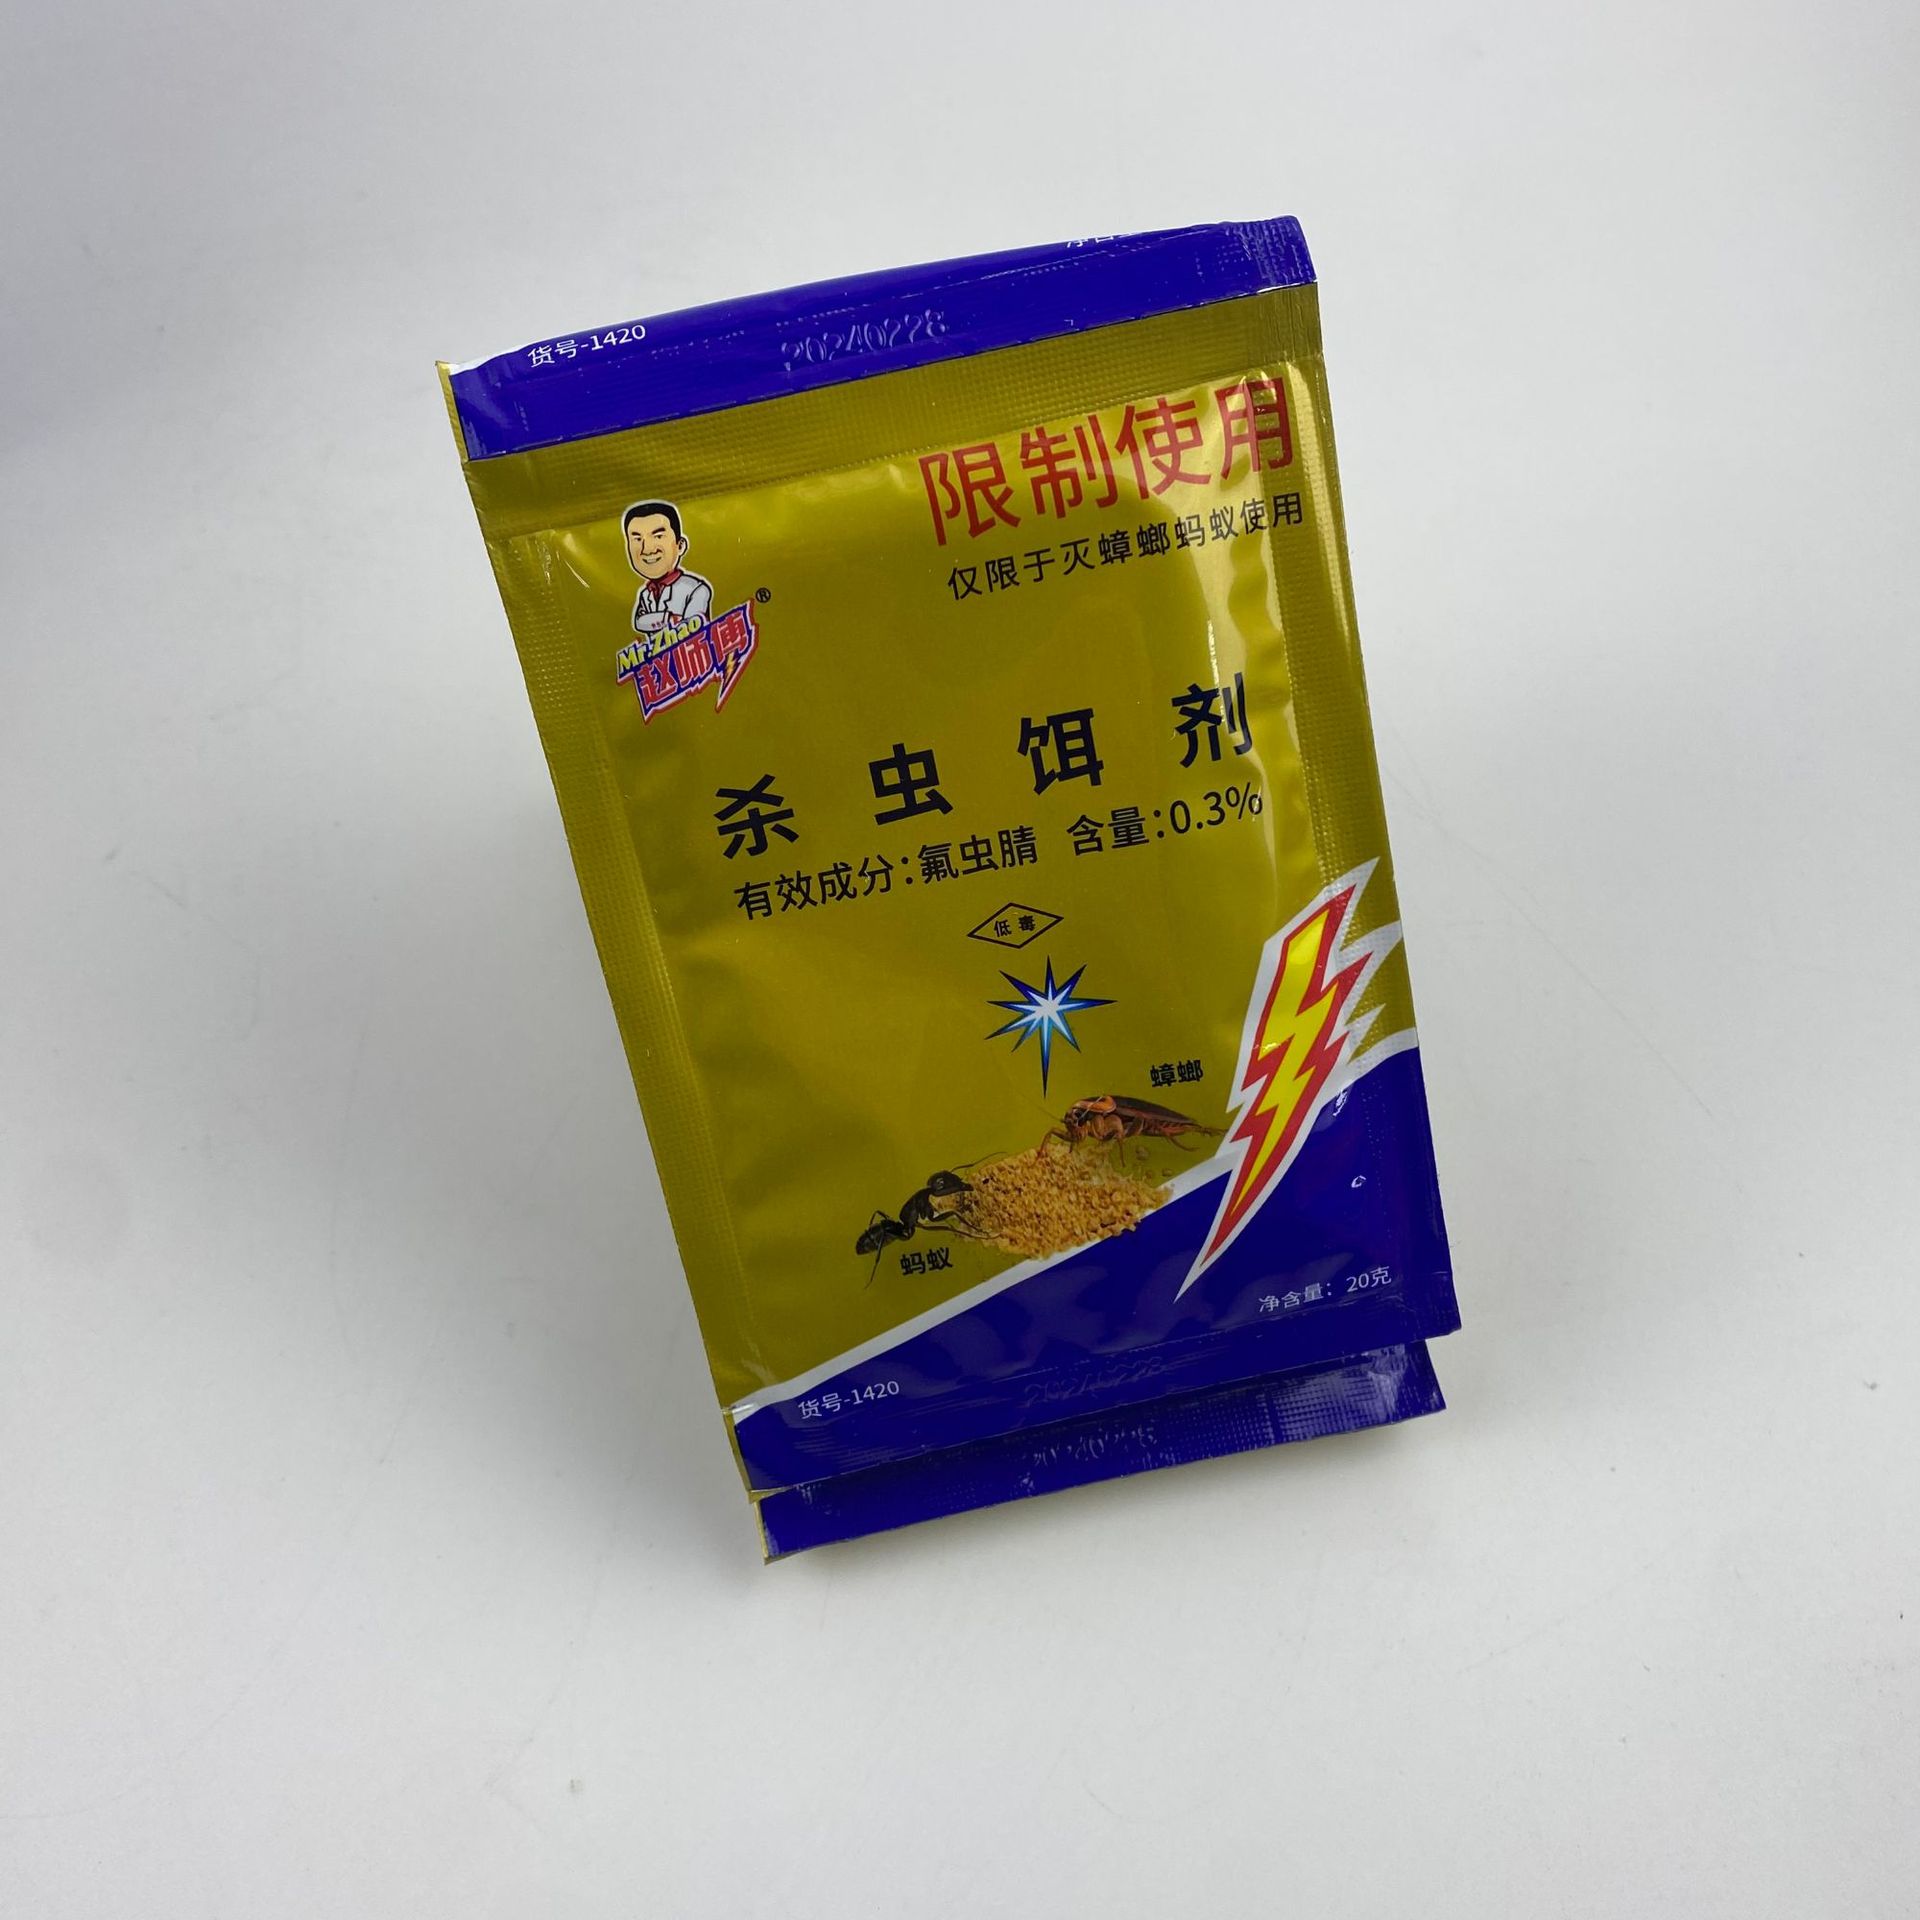 货号-1420
20240228
限制使用
仅限于灭蟑螂蚂蚁使用
Mr.Zhao
赵师傅®
杀虫饵剂
有效成分:氟虫腈 含量:0.3%
低毒
蟑螂
蚂蚁
净含量: 20克
货号-1420